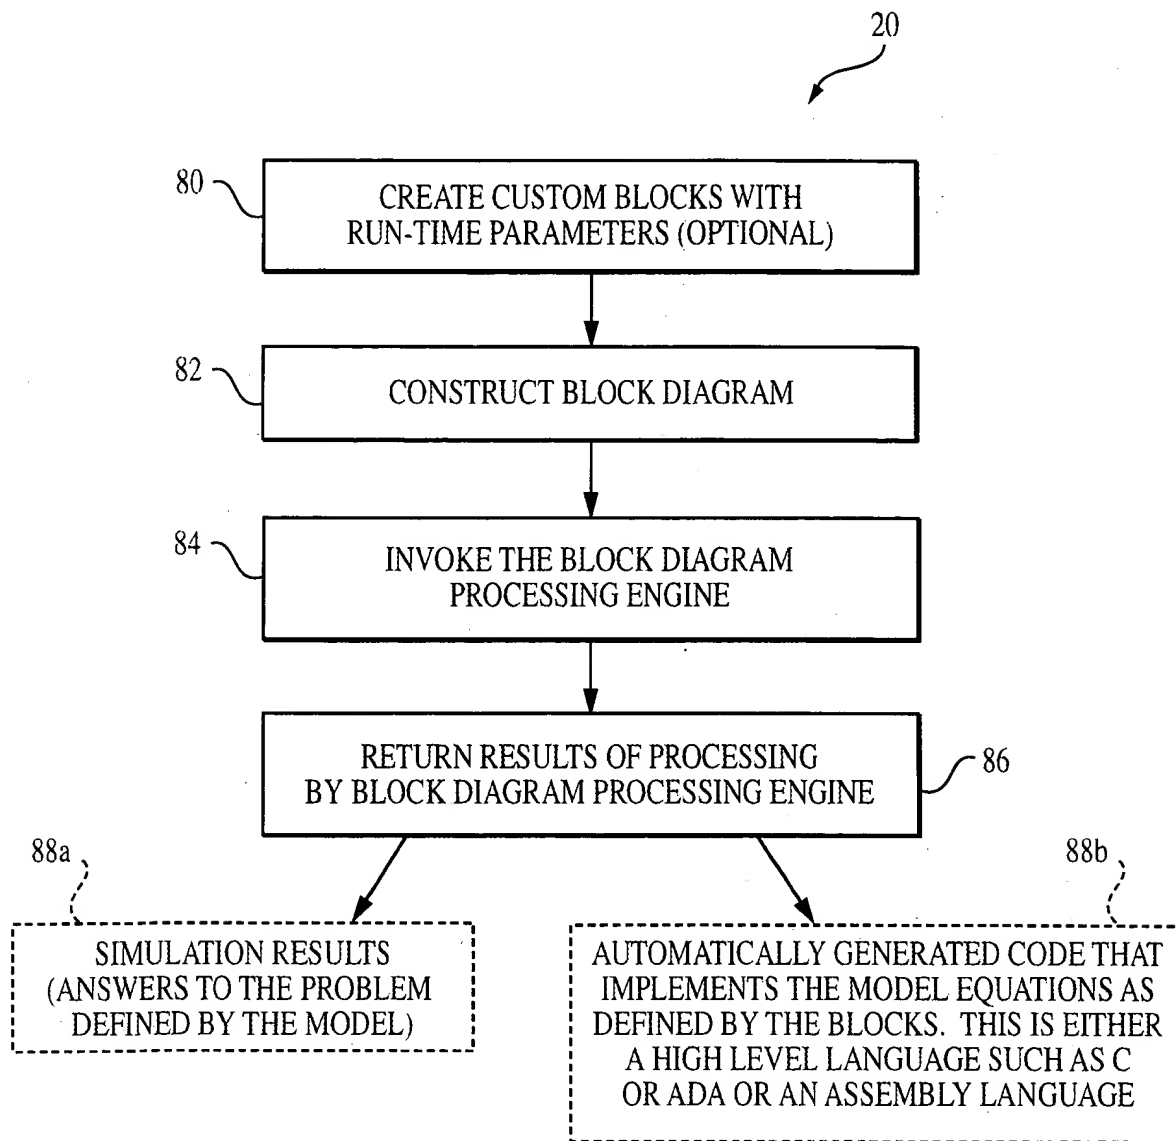 20
80
CREATE CUSTOM BLOCKS WITH
RUN-TIME PARAMETERS (OPTIONAL)
82
CONSTRUCT BLOCK DIAGRAM
84
INVOKE THE BLOCK DIAGRAM
PROCESSING ENGINE
RETURN RESULTS OF PROCESSING
BY BLOCK DIAGRAM PROCESSING ENGINE
86
88a
SIMULATION RESULTS
(ANSWERS TO THE PROBLEM
DEFINED BY THE MODEL)
88b
AUTOMATICALLY GENERATED CODE THAT
IMPLEMENTS THE MODEL EQUATIONS AS
DEFINED BY THE BLOCKS. THIS IS EITHER
A HIGH LEVEL LANGUAGE SUCH AS C
OR ADA OR AN ASSEMBLY LANGUAGE